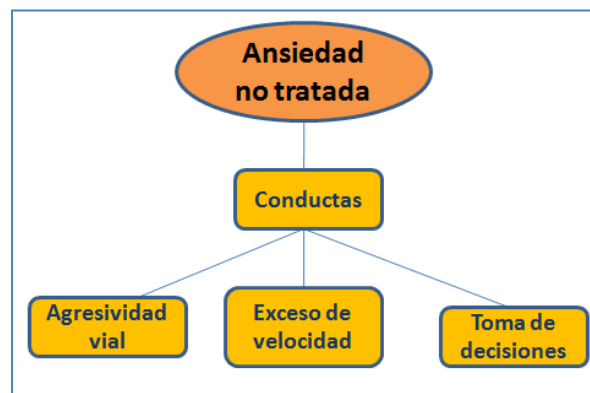 Ansiedad
no tratada
Conductas
Agresividad
vial
Exceso de
velocidad
Toma de
decisiones